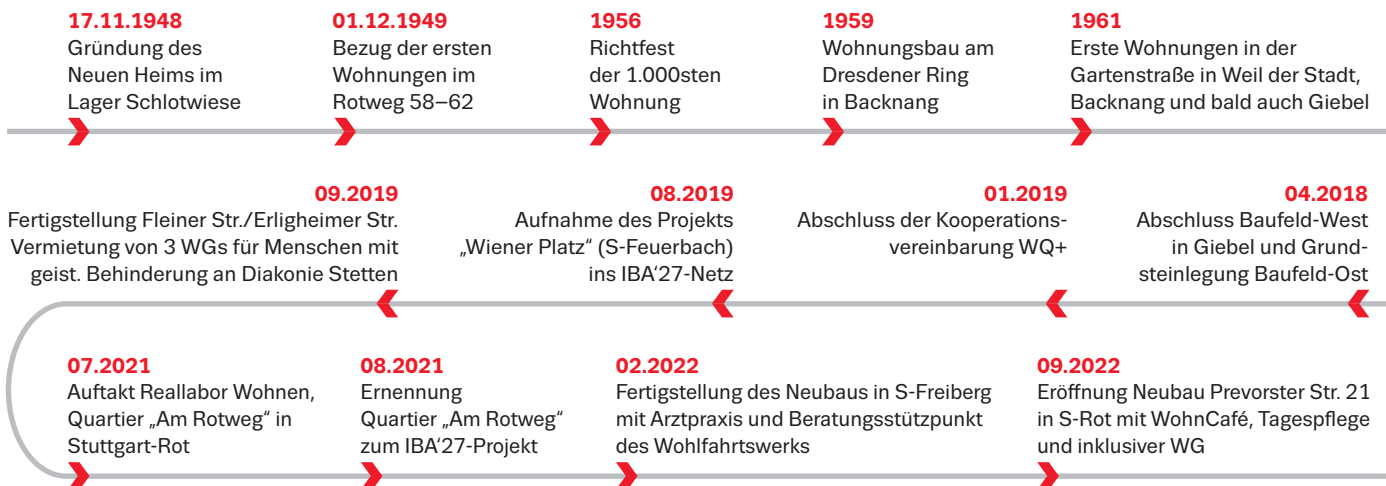 17.11.1948
Gründung des
Neuen Heims im
Lager Schlotwiese
01.12.1949
Bezug der ersten
Wohnungen im
Rotweg 58–62
1956
Richtfest
der 1.000sten
Wohnung
1959
Wohnungsbau am
Dresdener Ring
in Backnang
1961
Erste Wohnungen in der
Gartenstraße in Weil der Stadt,
Backnang und bald auch Giebel
09.2019
Fertigstellung Fleiner Str./Erligheimer Str.
Vermietung von 3 WGs für Menschen mit
geist. Behinderung an Diakonie Stetten
08.2019
Aufnahme des Projekts
„Wiener Platz“ (S-Feuerbach)
ins IBA’27-Netz
01.2019
Abschluss der Kooperations-
vereinbarung WQ+
04.2018
Abschluss Baufeld-West
in Giebel und Grund-
steinlegung Baufeld-Ost
07.2021
Auftakt Reallabor Wohnen,
Quartier „Am Rotweg“ in
Stuttgart-Rot
08.2021
Ernennung
Quartier „Am Rotweg“
zum IBA’27-Projekt
02.2022
Fertigstellung des Neubaus in S-Freiberg
mit Arztpraxis und Beratungsstützpunkt
des Wohlfahrtswerks
09.2022
Eröffnung Neubau Prevorster Str. 21
in S-Rot mit WohnCafé, Tagespflege
und inklusiver WG